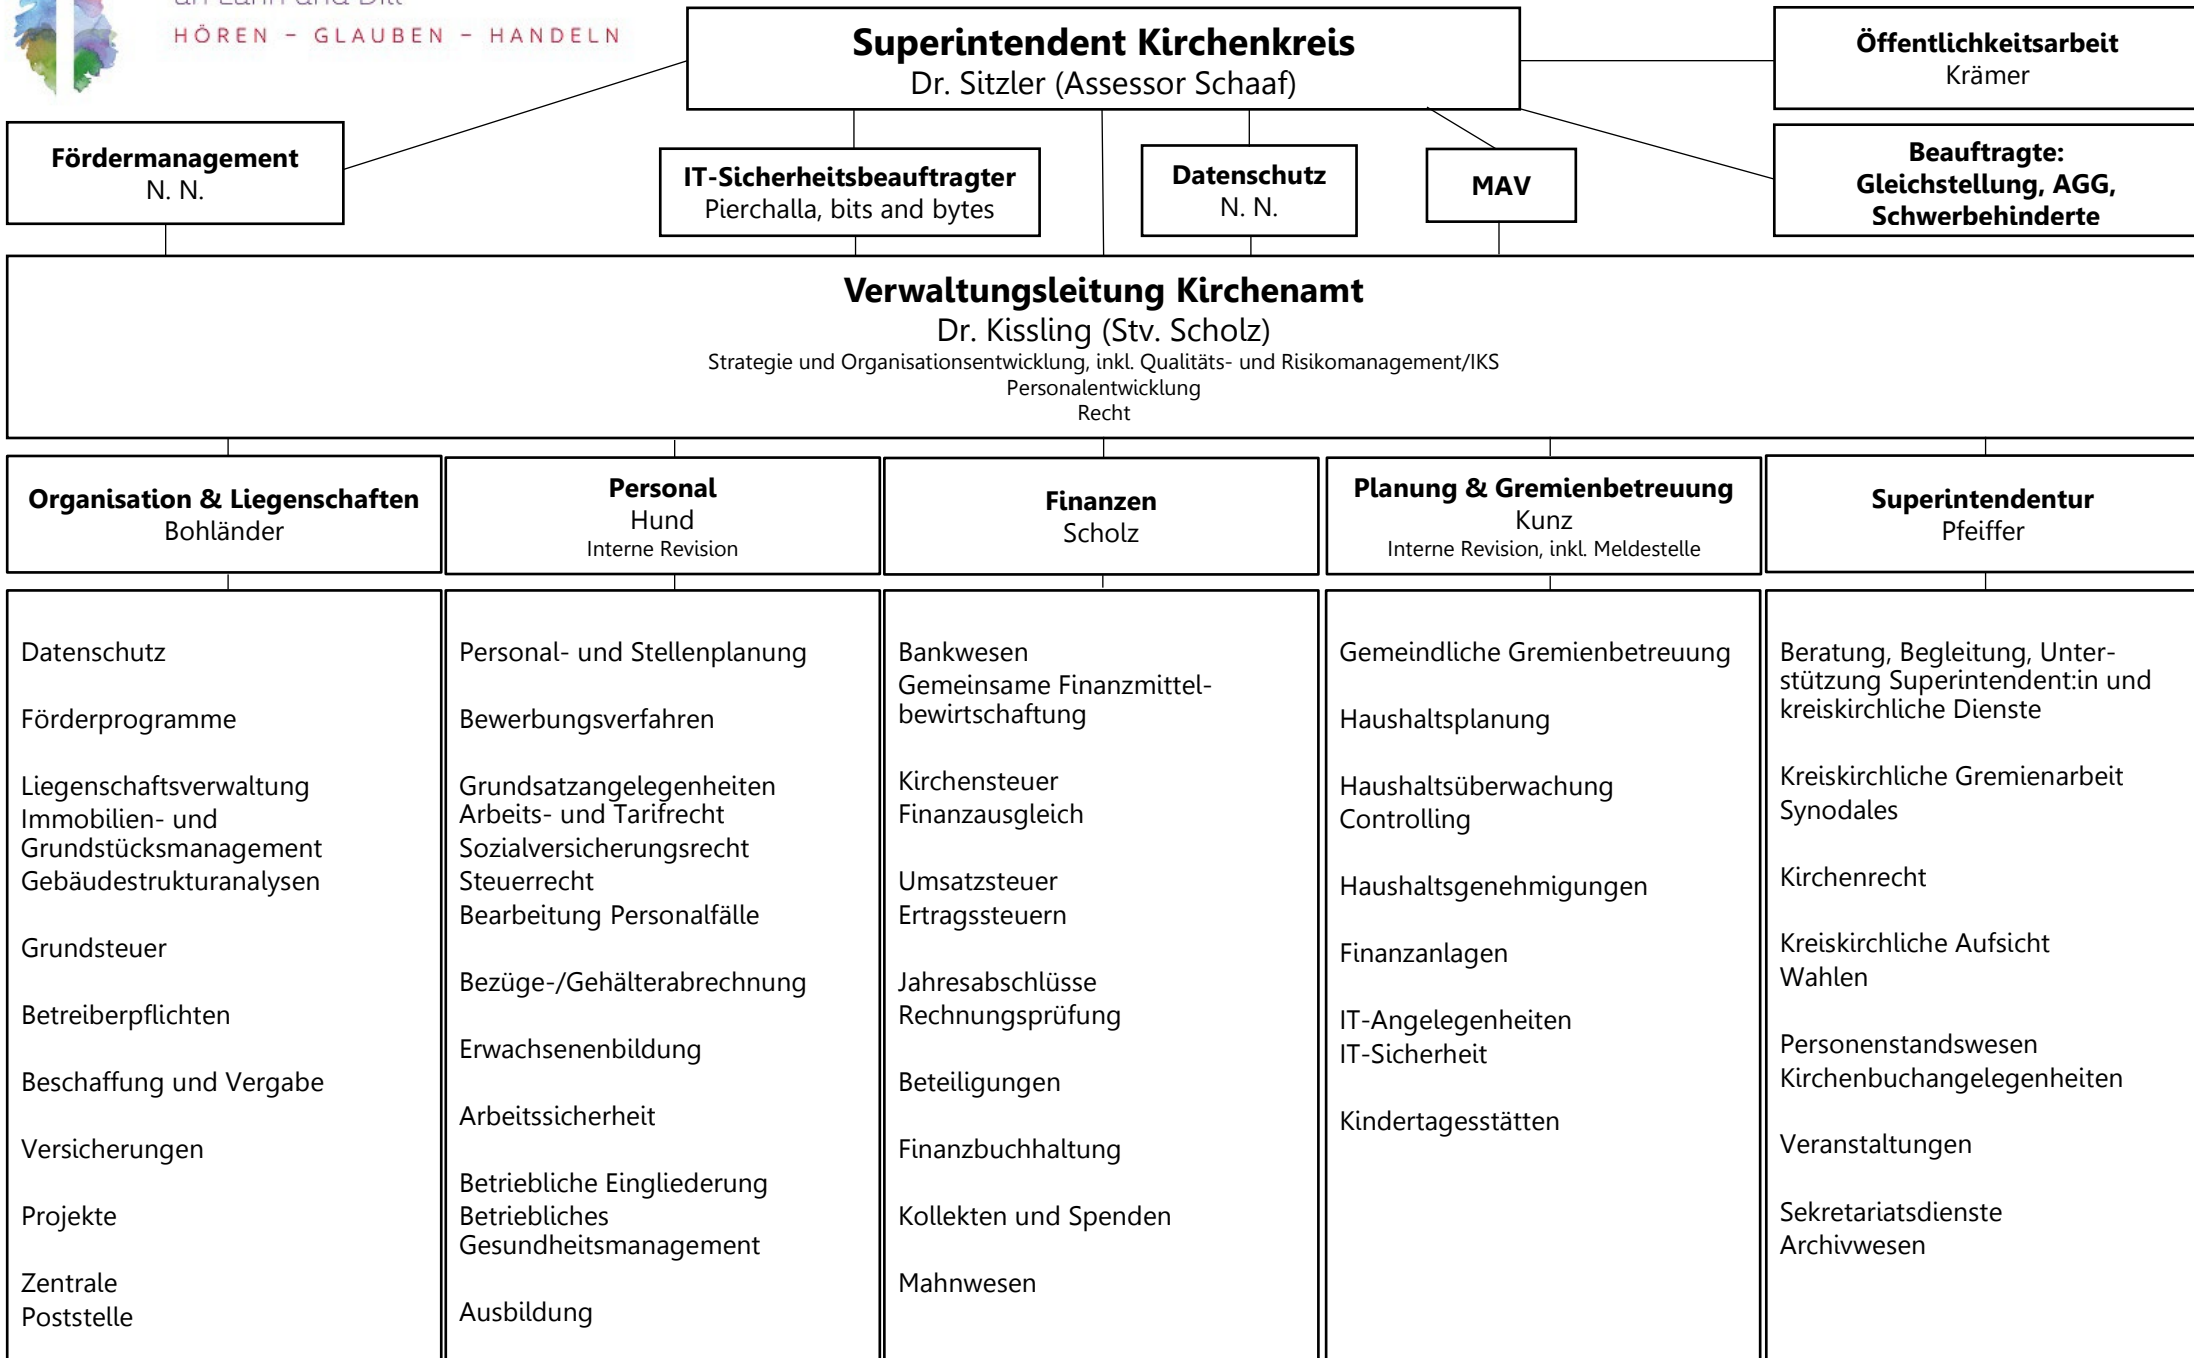 an Lahn und Dill
HÖREN – GLAUBEN – HANDELN
Superintendent Kirchenkreis
Dr. Sitzler (Assessor Schaaf)
Öffentlichkeitsarbeit
Krämer
Fördermanagement
N. N.
IT-Sicherheitsbeauftragter
Pierchalla, bits and bytes
Datenschutz
N. N.
MAV
Beauftragte:
Gleichstellung, AGG,
Schwerbehinderte
Verwaltungsleitung Kirchenamt
Dr. Kissling (Stv. Scholz)
Strategie und Organisationsentwicklung, inkl. Qualitäts- und Risikomanagement/IKS
Personalentwicklung
Recht
Organisation & Liegenschaften
Bohländer
Personal
Hund
Interne Revision
Finanzen
Scholz
Planung & Gremienbetreuung
Kunz
Interne Revision, inkl. Meldestelle
Superintendentur
Pfeiffer
Datenschutz
Förderprogramme
Liegenschaftsverwaltung
Immobilien- und
Grundstücksmanagement
Gebäudestrukturanalysen
Grundsteuer
Betreiberpflichten
Beschaffung und Vergabe
Versicherungen
Projekte
Zentrale
Poststelle
Personal- und Stellenplanung
Bewerbungsverfahren
Grundsatzangelegenheiten
Arbeits- und Tarifrecht
Sozialversicherungsrecht
Steuerrecht
Bearbeitung Personalfälle
Bezüge-/Gehälterabrechnung
Erwachsenenbildung
Arbeitssicherheit
Betriebliche Eingliederung
Betriebliches
Gesundheitsmanagement
Ausbildung
Bankwesen
Gemeinsame Finanzmittel-
bewirtschaftung
Kirchensteuer
Finanzausgleich
Umsatzsteuer
Ertragssteuern
Jahresabschlüsse
Rechnungsprüfung
Beteiligungen
Finanzbuchhaltung
Kollekten und Spenden
Mahnwesen
Gemeindliche Gremienbetreuung
Haushaltsplanung
Haushaltsüberwachung
Controlling
Haushaltsgenehmigungen
Finanzanlagen
IT-Angelegenheiten
IT-Sicherheit
Kindertagesstätten
Beratung, Begleitung, Unter-
stützung Superintendent:in und
kreiskirchliche Dienste
Kreiskirchliche Gremienarbeit
Synodales
Kirchenrecht
Kreiskirchliche Aufsicht
Wahlen
Personenstandswesen
Kirchenbuchangelegenheiten
Veranstaltungen
Sekretariatsdienste
Archivwesen